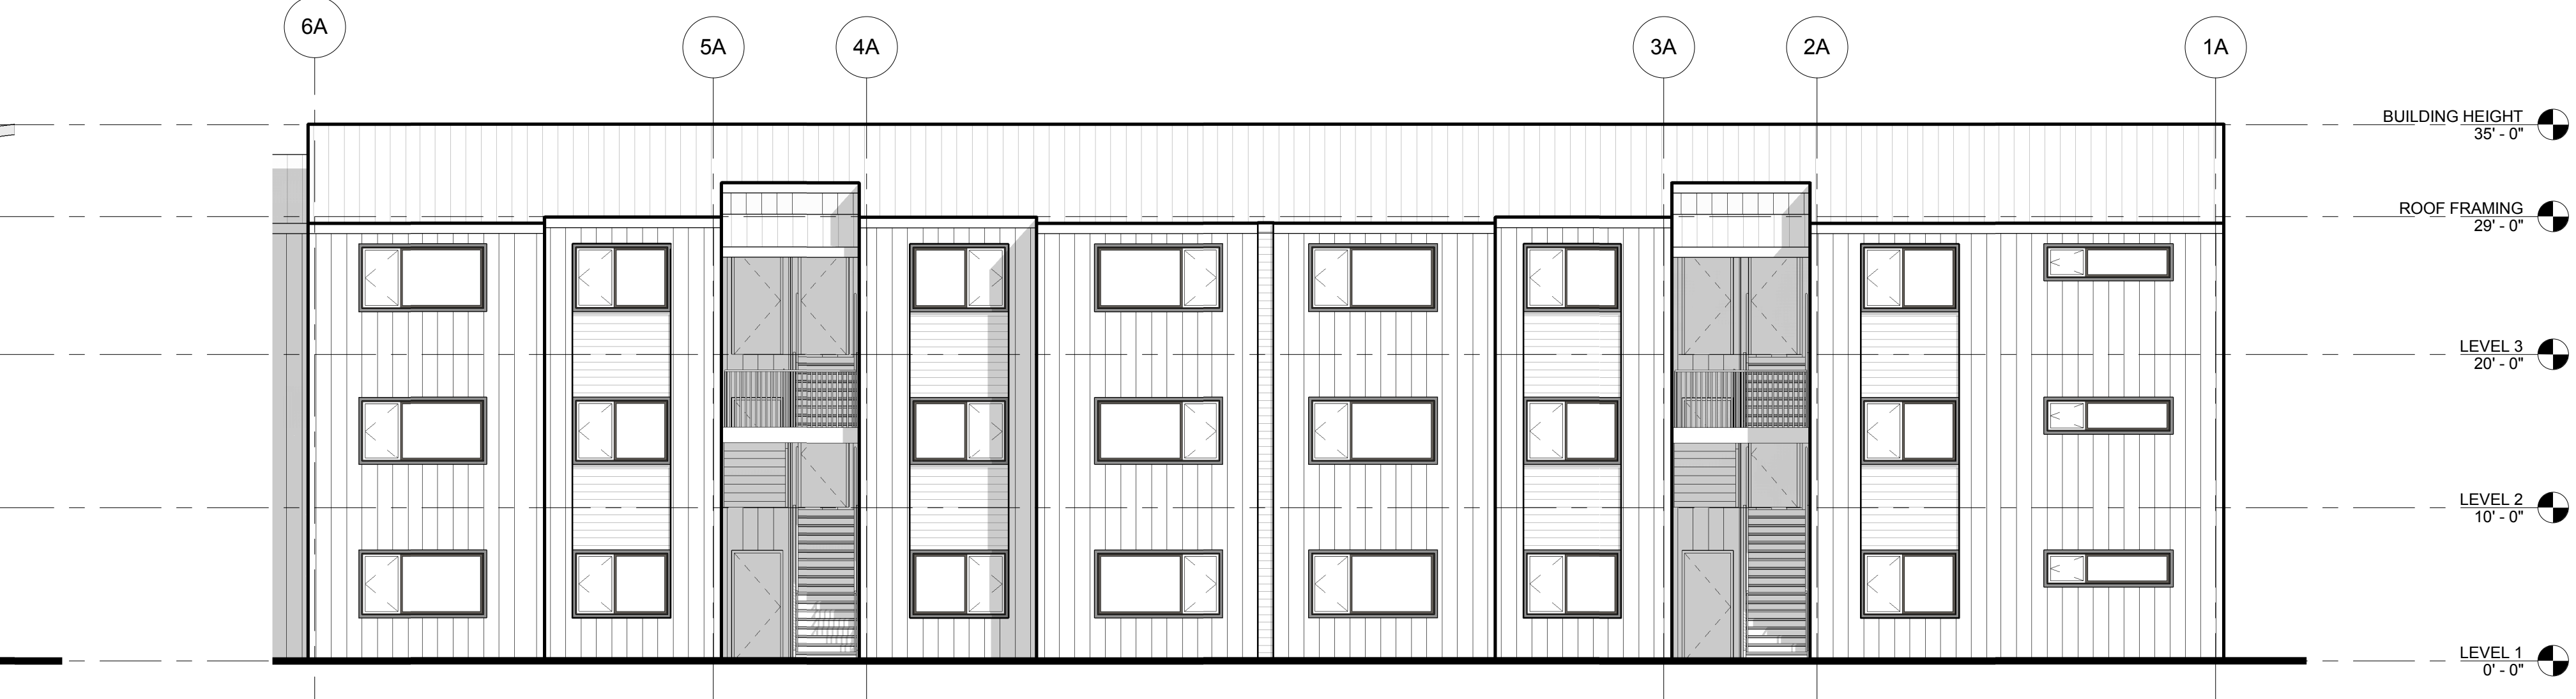 6A
5A
4A
3A
2A
1A
BUILDING HEIGHT
35' - 0"
ROOF FRAMING
29' - 0"
LEVEL 3
20' - 0"
LEVEL 2
10' - 0"
LEVEL 1
0' - 0"